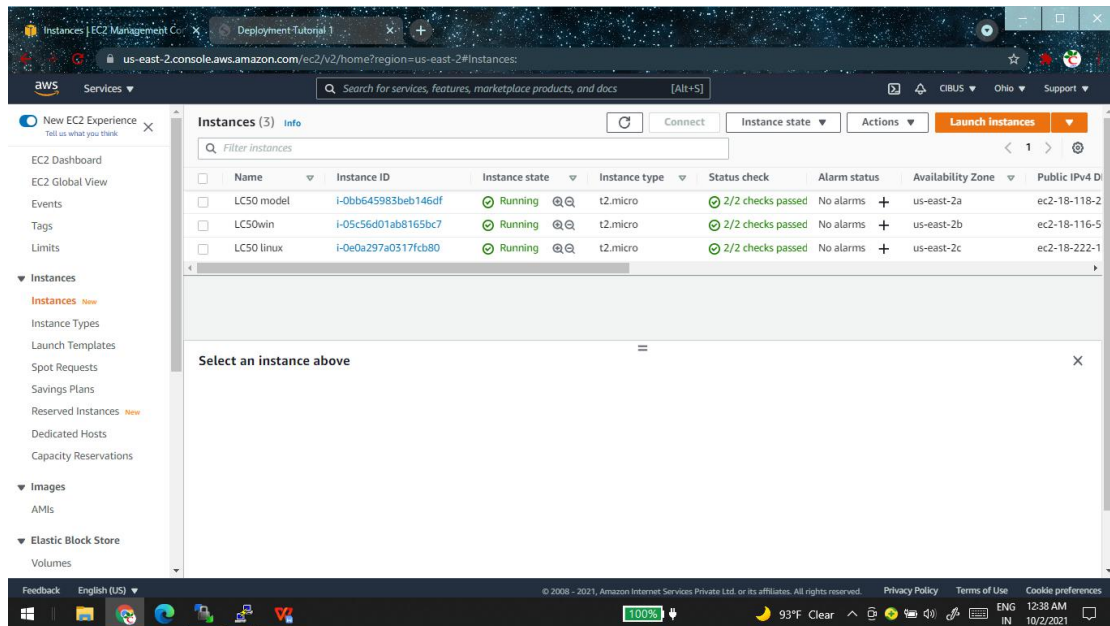 Instances | EC2 Management Co
Deployment Tutorial 1
us-east-2.console.aws.amazon.com/ec2/v2/home?region=us-east-2#Instances:
aws Services Search for services, features, marketplace products, and docs [Alt+S] CIBUS Ohio Support
New EC2 Experience
Tell us what you think
EC2 Dashboard
EC2 Global View
Events
Tags
Limits
Instances
Instances New
Instance Types
Launch Templates
Spot Requests
Savings Plans
Reserved Instances New
Dedicated Hosts
Capacity Reservations
Images
AMIs
Elastic Block Store
Volumes
Instances (3) Info Connect Instance state Actions Launch instances
Filter instances 1
Name Instance ID Instance state Instance type Status check Alarm status Availability Zone Public IPv4 D
LC50 model i-0bb645983beb146df Running t2.micro 2/2 checks passed No alarms + us-east-2a ec2-18-118-2
LC50win i-05c56d01ab8165bc7 Running t2.micro 2/2 checks passed No alarms + us-east-2b ec2-18-116-5
LC50 linux i-0e0a297a0317fcb80 Running t2.micro 2/2 checks passed No alarms + us-east-2c ec2-18-222-1
Select an instance above
Feedback English (US) © 2008 - 2021, Amazon Internet Services Private Ltd. or its affiliates. All rights reserved. Privacy Policy Terms of Use Cookie preferences
100% 93°F Clear ENG 12:38 AM
IN 10/2/2021